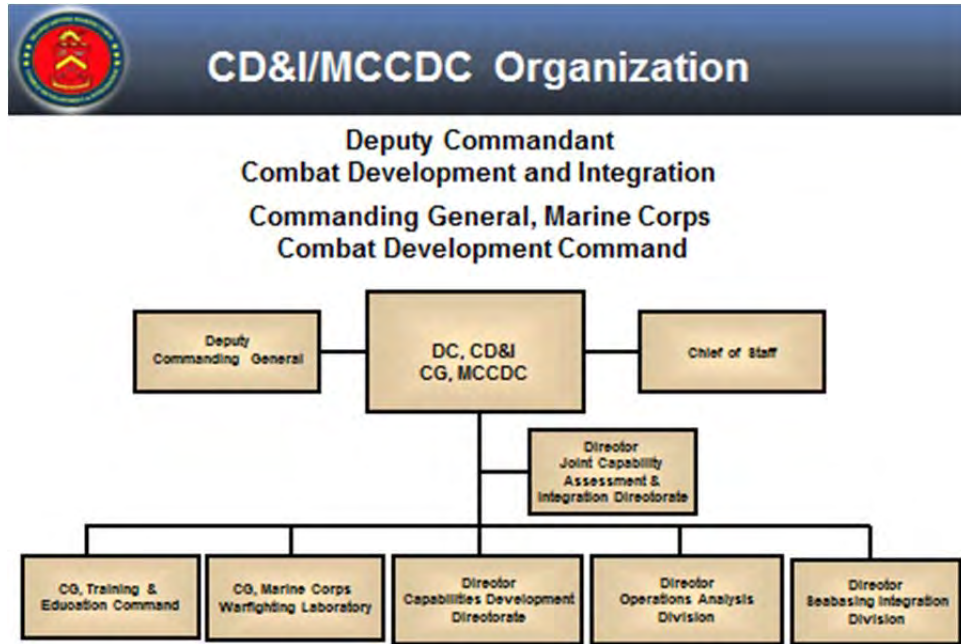 CD&I/MCCDC Organization
Deputy Commandant
Combat Development and Integration
Commanding General, Marine Corps
Combat Development Command
Deputy
Commanding General
DC, CD&I
CG, MCCDC
Chief of Staff
Director
Joint Capability
Assessment &
Integration Directorate
CG, Training &
Education Command
CG, Marine Corps
Warfighting Laboratory
Director
Capabilities Development
Directorate
Director
Operations Analysis
Division
Director
Seabasing Integration
Division